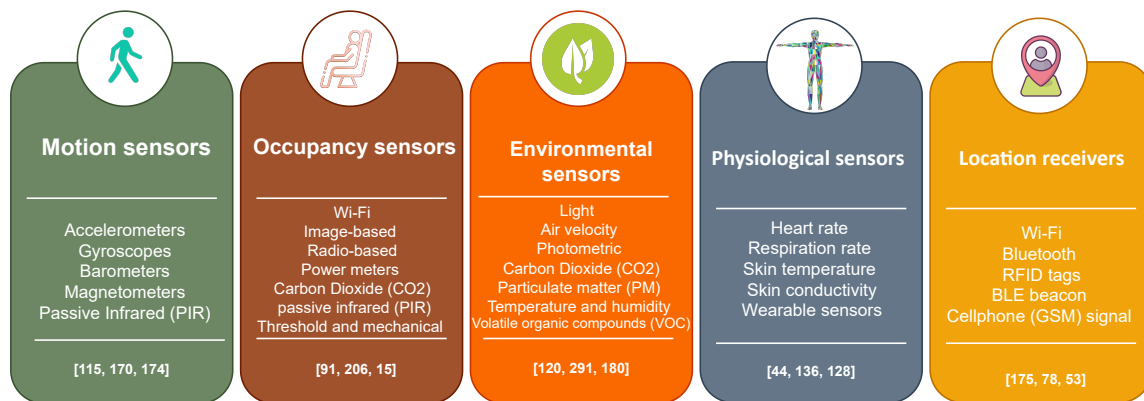 Motion sensors
Accelerometers
Gyroscopes
Barometers
Magnetometers
Passive Infrared (PIR)
[115, 170, 174]
Occupancy sensors
Wi-Fi
Image-based
Radio-based
Power meters
Carbon Dioxide (CO2)
passive infrared (PIR)
Threshold and mechanical
[91, 206, 15]
Environmental
sensors
Light
Air velocity
Photometric
Carbon Dioxide (CO2)
Particulate matter (PM)
Temperature and humidity
Volatile organic compounds (VOC)
[120, 291, 180]
Physiological sensors
Heart rate
Respiration rate
Skin temperature
Skin conductivity
Wearable sensors
[44, 136, 128]
Location receivers
Wi-Fi
Bluetooth
RFID tags
BLE beacon
Cellphone (GSM) signal
[175, 78, 53]